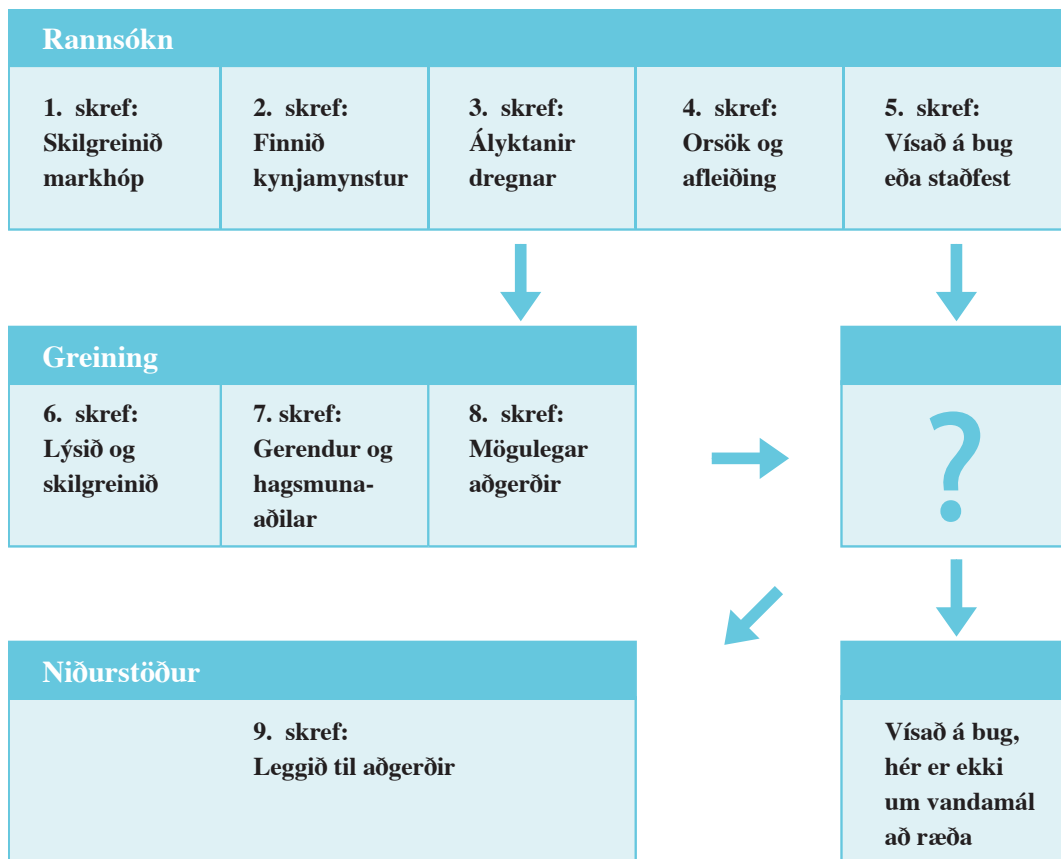 Rannsókn
1. skref:
Skilgreinið
markhóp
2. skref:
Finnið
kynjamynstur
3. skref:
Ályktanir
dregnar
4. skref:
Orsök og
afleiðing
5. skref:
Vísað á bug
eða staðfest
Greining
6. skref:
Lýsið og
skilgreinið
7. skref:
Gerendur og
hagsmuna-
aðilar
8. skref:
Mögulegar
aðgerðir
?
Niðurstöður
9. skref:
Leggið til aðgerðir
Vísað á bug,
hér er ekki
um vandamál
að ræða